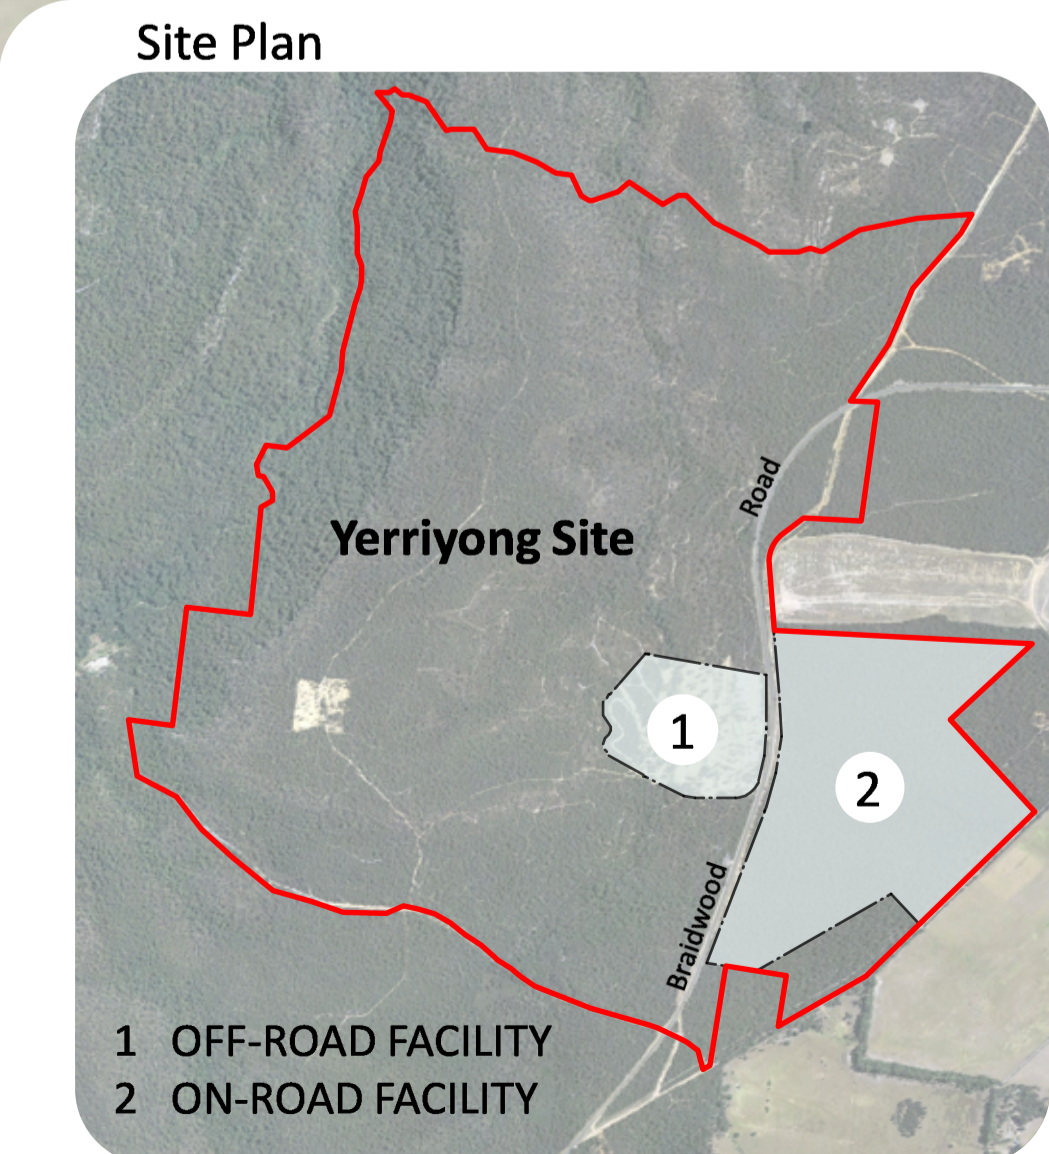 Site Plan
Road
Yerriyong Site
1
2
Braidwood
1 OFF-ROAD FACILITY
2 ON-ROAD FACILITY